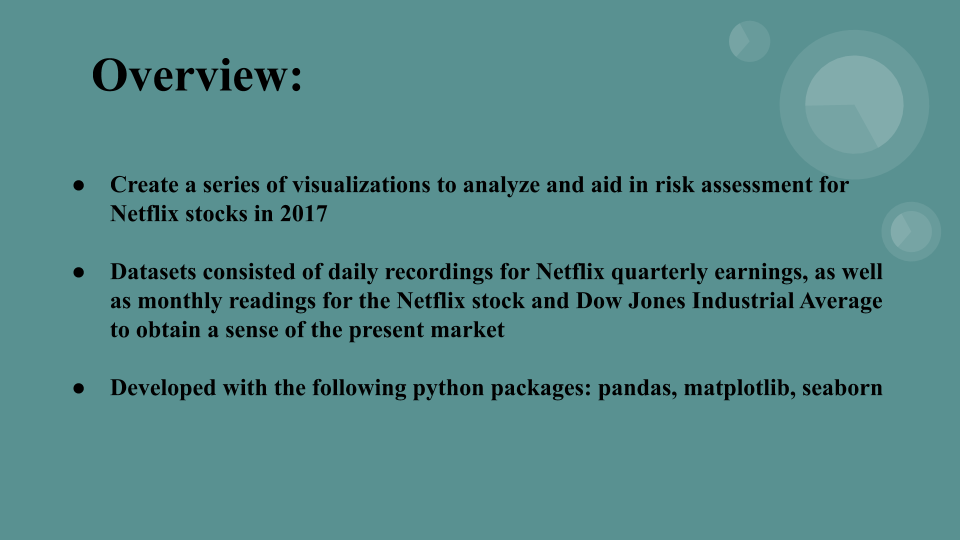 Overview:
● Create a series of visualizations to analyze and aid in risk assessment for
Netflix stocks in 2017
● Datasets consisted of daily recordings for Netflix quarterly earnings, as well
as monthly readings for the Netflix stock and Dow Jones Industrial Average
to obtain a sense of the present market
● Developed with the following python packages: pandas, matplotlib, seaborn